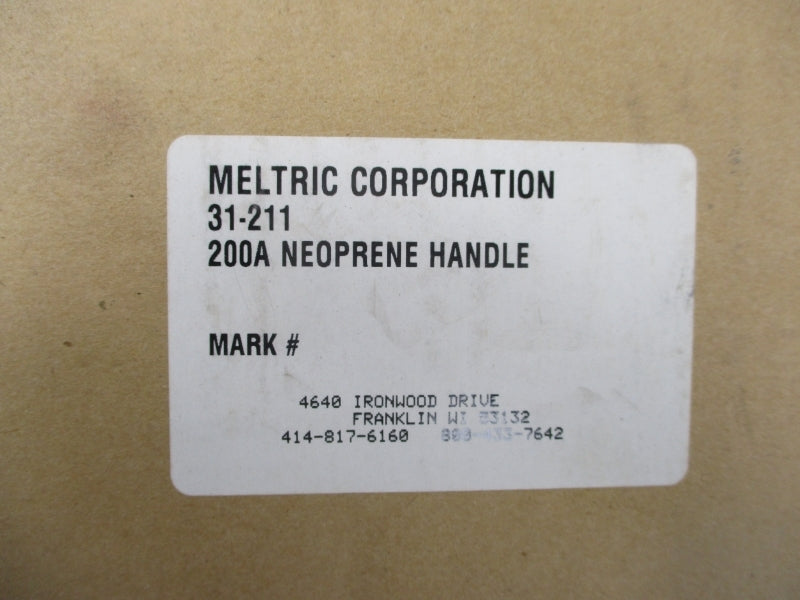 MELTRIC CORPORATION
31-211
200A NEOPRENE HANDLE
MARK #
4640 IRONWOOD DRIVE
FRANKLIN WI 53132
414-817-6160